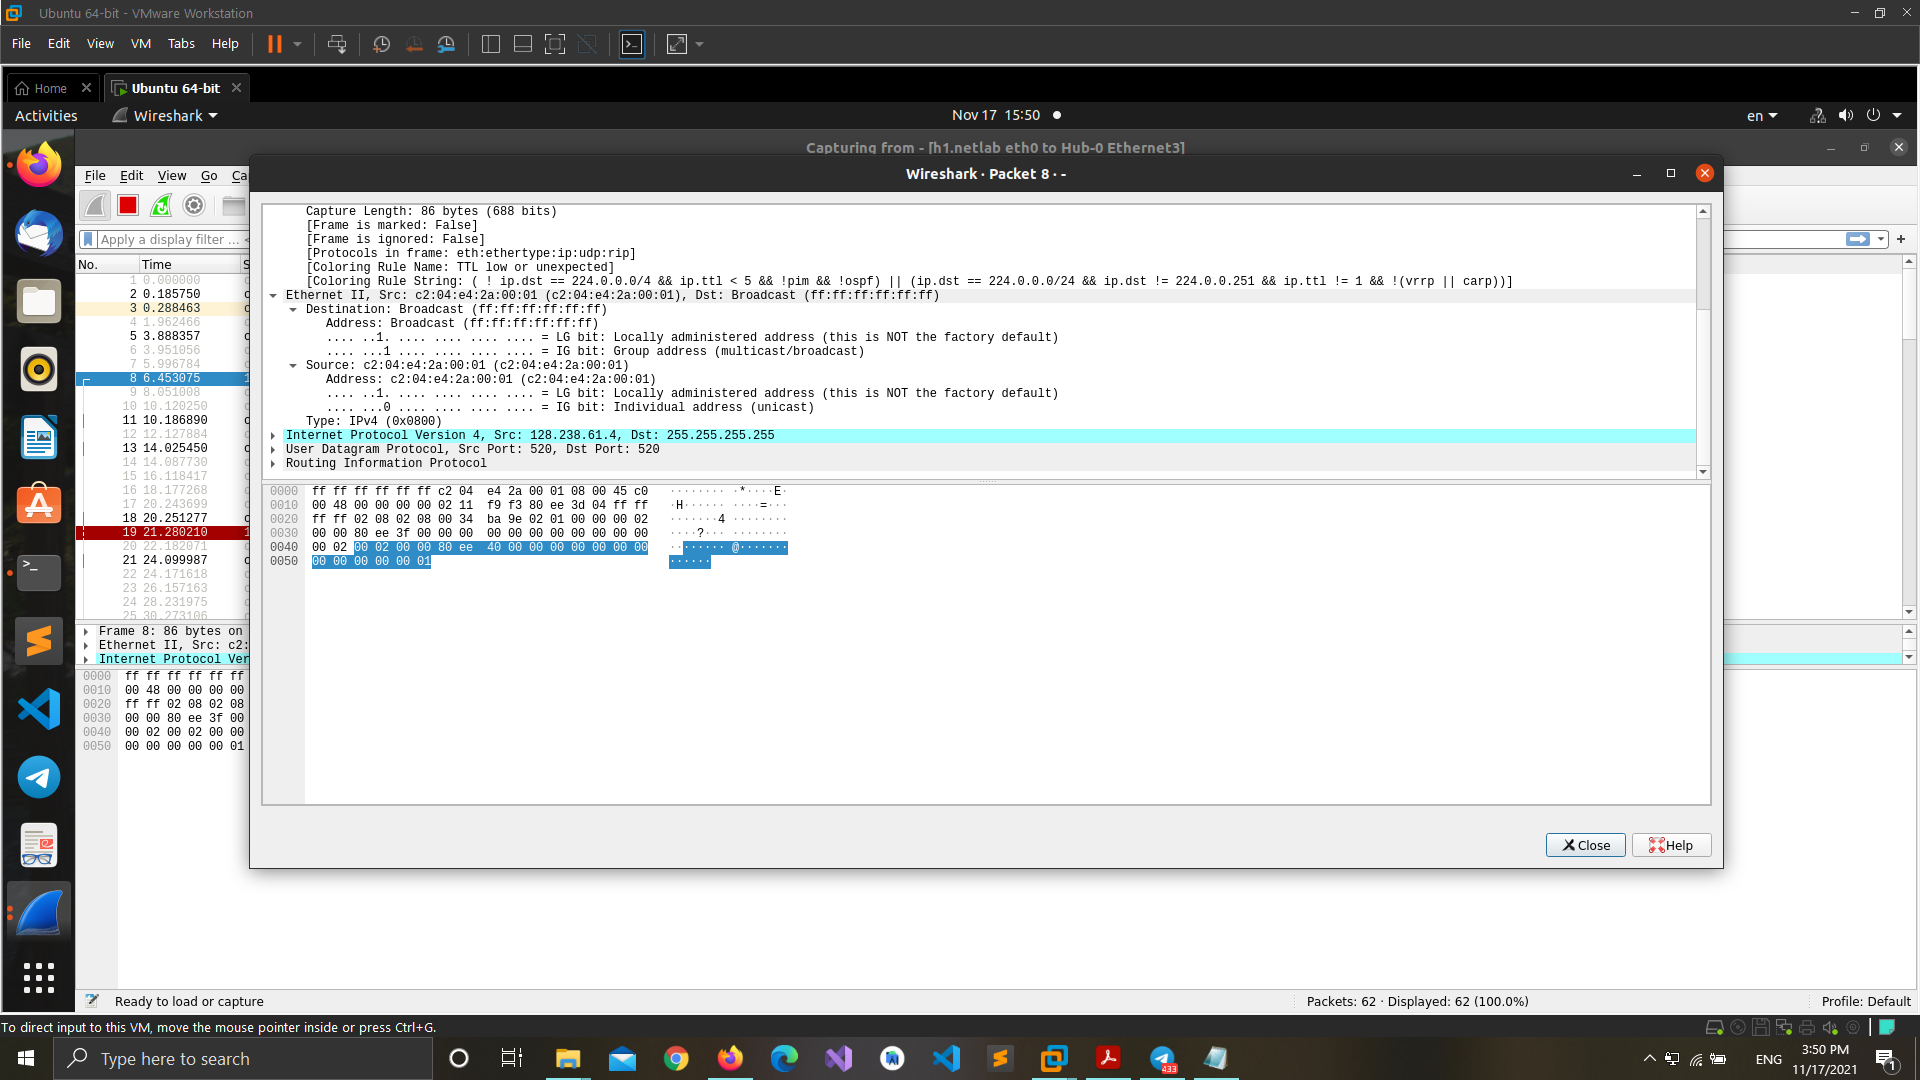 Ubuntu 64-bit - VMware Workstation
File Edit View VM Tabs Help
Home Ubuntu 64-bit
Activities Wireshark Nov 17 15:50 en
Capturing from - [h1.netlab eth0 to Hub-0 Ethernet3]
File Edit View Go Ca
Wireshark · Packet 8 · -
Apply a display filter ... <
No. Time S
1 0.000000
2 0.185750
3 0.288463
4 1.962466
5 3.888357
6 3.951056
7 5.996784
8 6.453075 1
9 8.051008
10 10.120250
11 10.186890
12 12.127884
13 14.025450
14 14.087730
15 16.118417
16 18.177268
17 20.243699
18 20.251277
19 21.280210 1
20 22.182071
21 24.099987
22 24.171618
23 26.157163
24 28.231975
25 30.273106
Frame 8: 86 bytes on
Ethernet II, Src: c2:
Internet Protocol Ver
0000 ff ff ff ff ff ff
0010 00 48 00 00 00 00
0020 ff ff 02 08 02 08
0030 00 00 80 ee 3f 00
0040 00 02 00 02 00 00
0050 00 00 00 00 00 01
Capture Length: 86 bytes (688 bits)
[Frame is marked: False]
[Frame is ignored: False]
[Protocols in frame: eth:ethertype:ip:udp:rip]
[Coloring Rule Name: TTL low or unexpected]
[Coloring Rule String: ( ! ip.dst == 224.0.0.0/4 && ip.ttl < 5 && !pim && !ospf) || (ip.dst == 224.0.0.0/24 && ip.dst != 224.0.0.251 && ip.ttl != 1 && !(vrrp || carp))]
Ethernet II, Src: c2:04:e4:2a:00:01 (c2:04:e4:2a:00:01), Dst: Broadcast (ff:ff:ff:ff:ff:ff)
Destination: Broadcast (ff:ff:ff:ff:ff:ff)
Address: Broadcast (ff:ff:ff:ff:ff:ff)
.... ..1. .... .... .... .... = LG bit: Locally administered address (this is NOT the factory default)
.... ...1 .... .... .... .... = IG bit: Group address (multicast/broadcast)
Source: c2:04:e4:2a:00:01 (c2:04:e4:2a:00:01)
Address: c2:04:e4:2a:00:01 (c2:04:e4:2a:00:01)
.... ..1. .... .... .... .... = LG bit: Locally administered address (this is NOT the factory default)
.... ...0 .... .... .... .... = IG bit: Individual address (unicast)
Type: IPv4 (0x0800)
Internet Protocol Version 4, Src: 128.238.61.4, Dst: 255.255.255.255
User Datagram Protocol, Src Port: 520, Dst Port: 520
Routing Information Protocol
0000 ff ff ff ff ff ff c2 04 e4 2a 00 01 08 00 45 c0 ········ ·*····E·
0010 00 48 00 00 00 00 02 11 f9 f3 80 ee 3d 04 ff ff ·H······ ····=···
0020 ff ff 02 08 02 08 00 34 ba 9e 02 01 00 00 00 02 ·······4 ········
0030 00 00 80 ee 3f 00 00 00 00 00 00 00 00 00 00 00 ····?··· ········
0040 00 02 00 02 00 00 80 ee 40 00 00 00 00 00 00 00 ········ @·······
0050 00 00 00 00 00 01 ······
Close Help
Ready to load or capture Packets: 62 · Displayed: 62 (100.0%) Profile: Default
To direct input to this VM, move the mouse pointer inside or press Ctrl+G.
Type here to search 433 ENG 3:50 PM 1
11/17/2021